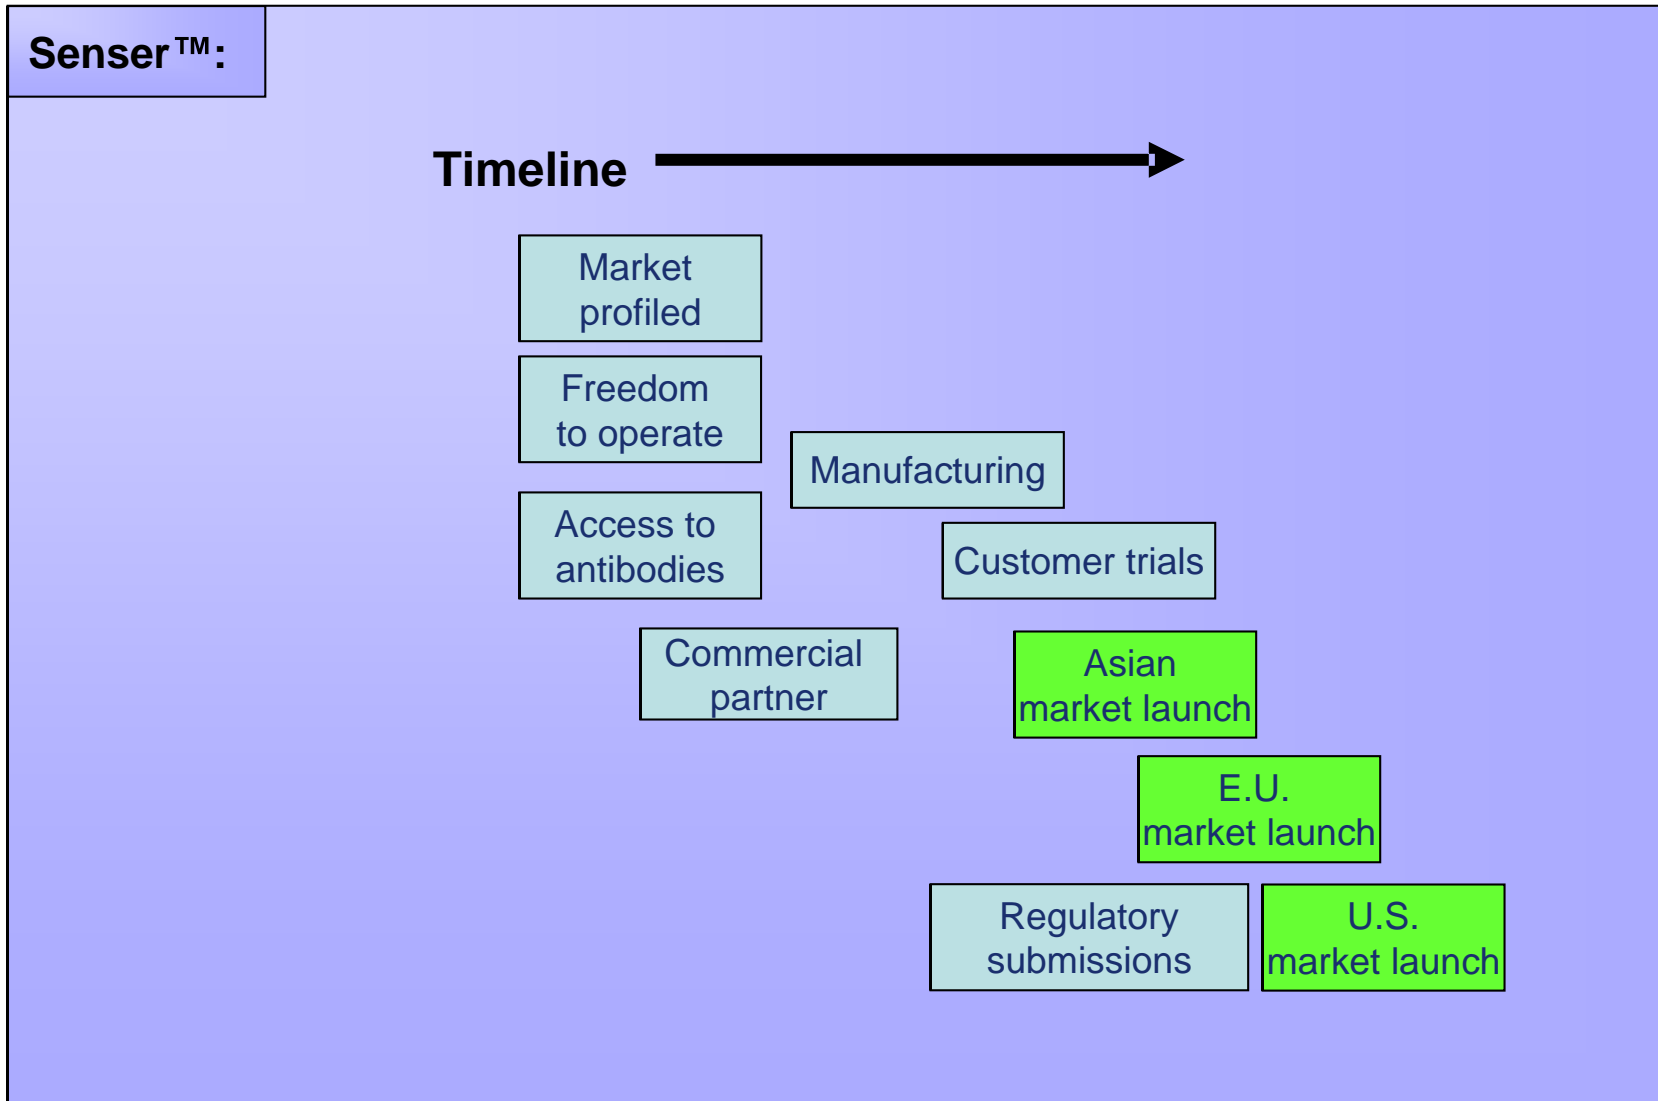 Senser™:
Timeline
Market
profiled
Freedom
to operate
Manufacturing
Access to
antibodies
Customer trials
Commercial
partner
Asian
market launch
E.U.
market launch
Regulatory
submissions
U.S.
market launch